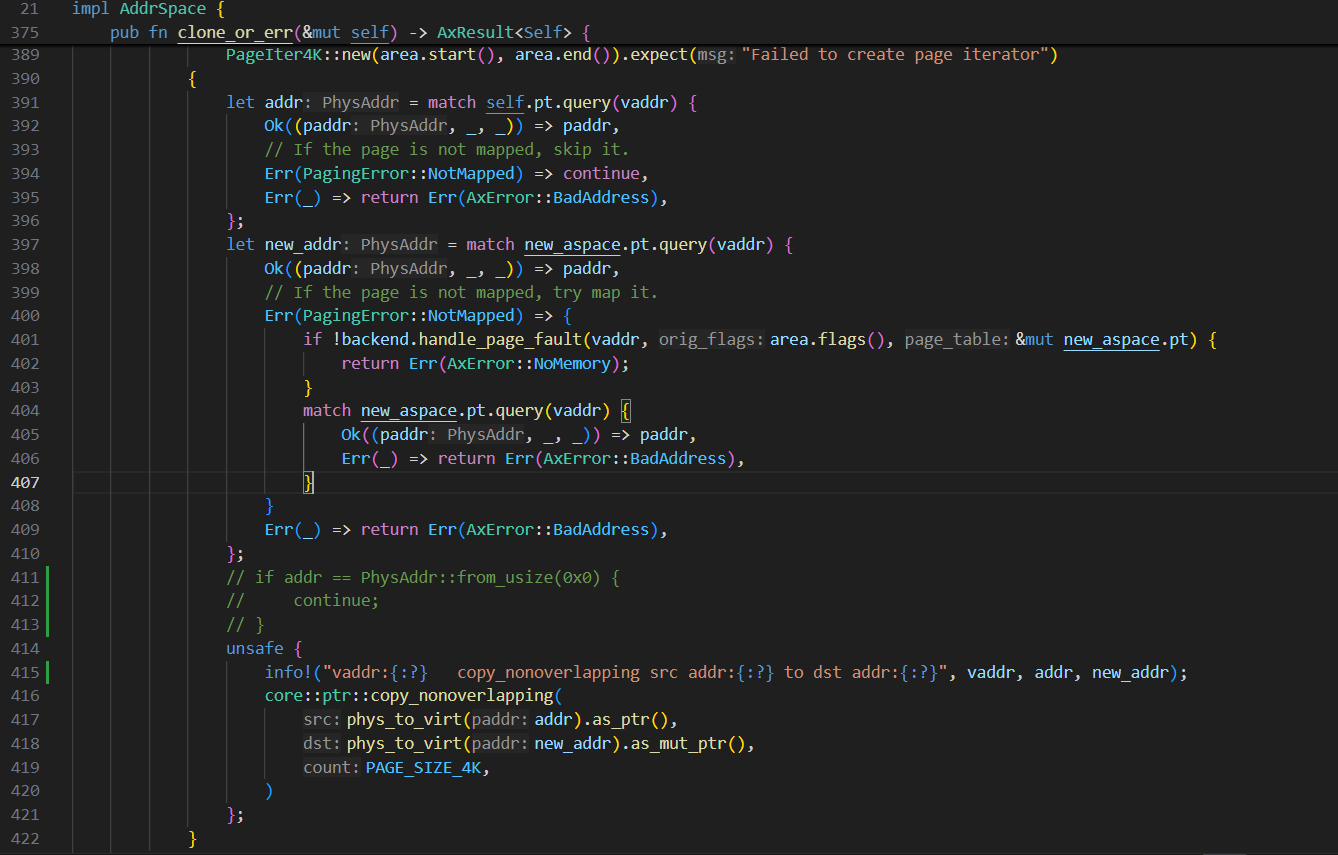 21 impl AddrSpace {
375 pub fn clone_or_err(&mut self) -> AxResult<Self> {
389 PageIter4K::new(area.start(), area.end()).expect(msg: "Failed to create page iterator")
390 {
391 let addr: PhysAddr = match self.pt.query(vaddr) {
392 Ok((paddr: PhysAddr, _, _)) => paddr,
393 // If the page is not mapped, skip it.
394 Err(PagingError::NotMapped) => continue,
395 Err(_) => return Err(AxError::BadAddress),
396 };
397 let new_addr: PhysAddr = match new_aspace.pt.query(vaddr) {
398 Ok((paddr: PhysAddr, _, _)) => paddr,
399 // If the page is not mapped, try map it.
400 Err(PagingError::NotMapped) => {
401 if !backend.handle_page_fault(vaddr, orig_flags: area.flags(), page_table: &mut new_aspace.pt) {
402 return Err(AxError::NoMemory);
403 }
404 match new_aspace.pt.query(vaddr) {
405 Ok((paddr: PhysAddr, _, _)) => paddr,
406 Err(_) => return Err(AxError::BadAddress),
407 }
408 }
409 Err(_) => return Err(AxError::BadAddress),
410 };
411 // if addr == PhysAddr::from_usize(0x0) {
412 //     continue;
413 // }
414 unsafe {
415 info!("vaddr:{:?}   copy_nonoverlapping src addr:{:?} to dst addr:{:?}", vaddr, addr, new_addr);
416 core::ptr::copy_nonoverlapping(
417 src: phys_to_virt(paddr: addr).as_ptr(),
418 dst: phys_to_virt(paddr: new_addr).as_mut_ptr(),
419 count: PAGE_SIZE_4K,
420 )
421 };
422 }